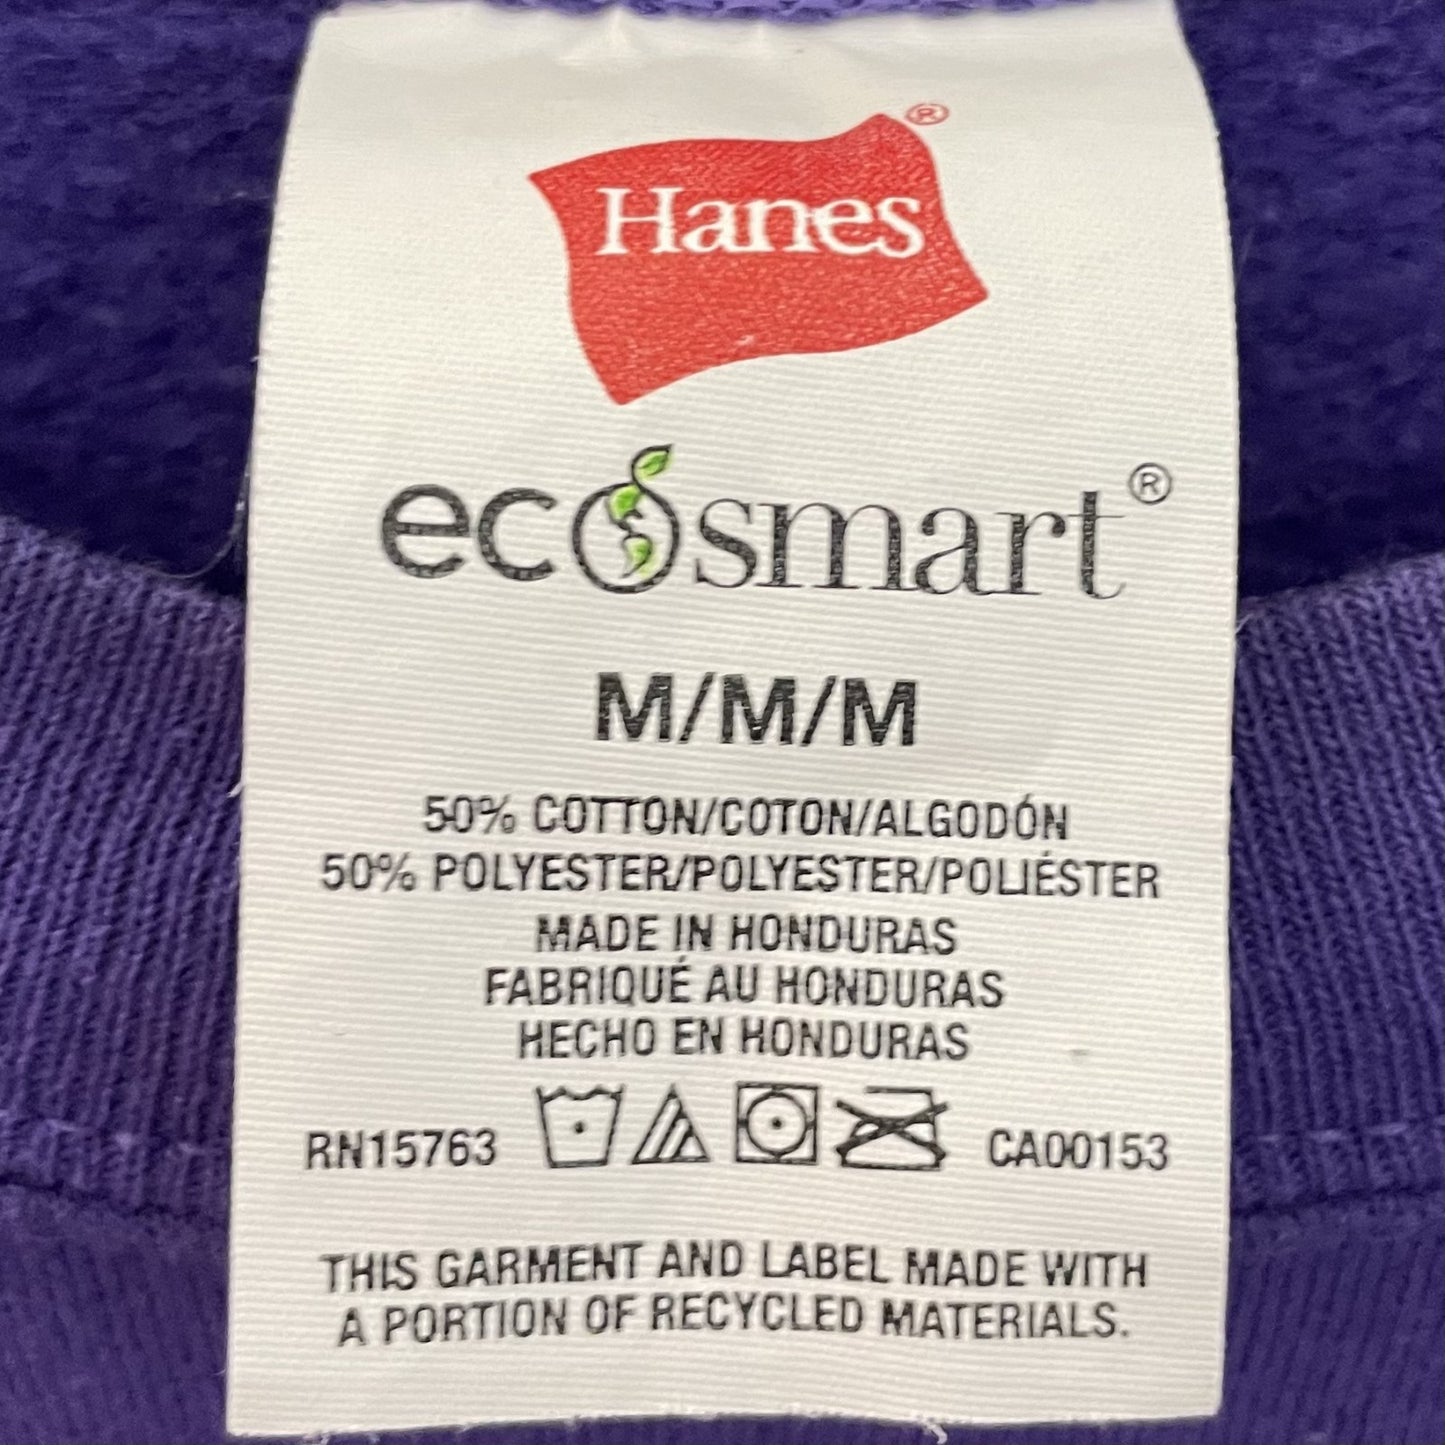 Hanes®
ecosmart®
M/M/M
50% COTTON/COTON/ALGODÓN
50% POLYESTER/POLYESTER/POLIÉSTER
MADE IN HONDURAS
FABRIQUÉ AU HONDURAS
HECHO EN HONDURAS
RN15763 CA00153
THIS GARMENT AND LABEL MADE WITH
A PORTION OF RECYCLED MATERIALS.